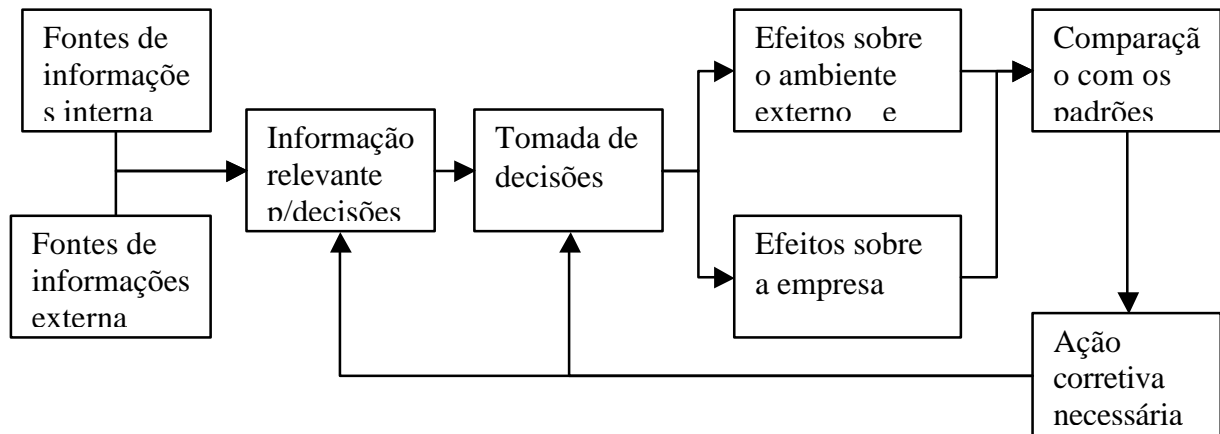 Fontes de
informaçõe
s interna
Fontes de
informações
externa
Informação
relevante
p/decisões
Tomada de
decisões
Efeitos sobre
o ambiente
externo e
Efeitos sobre
a empresa
Comparaçã
o com os
padrões
Ação
corretiva
necessária